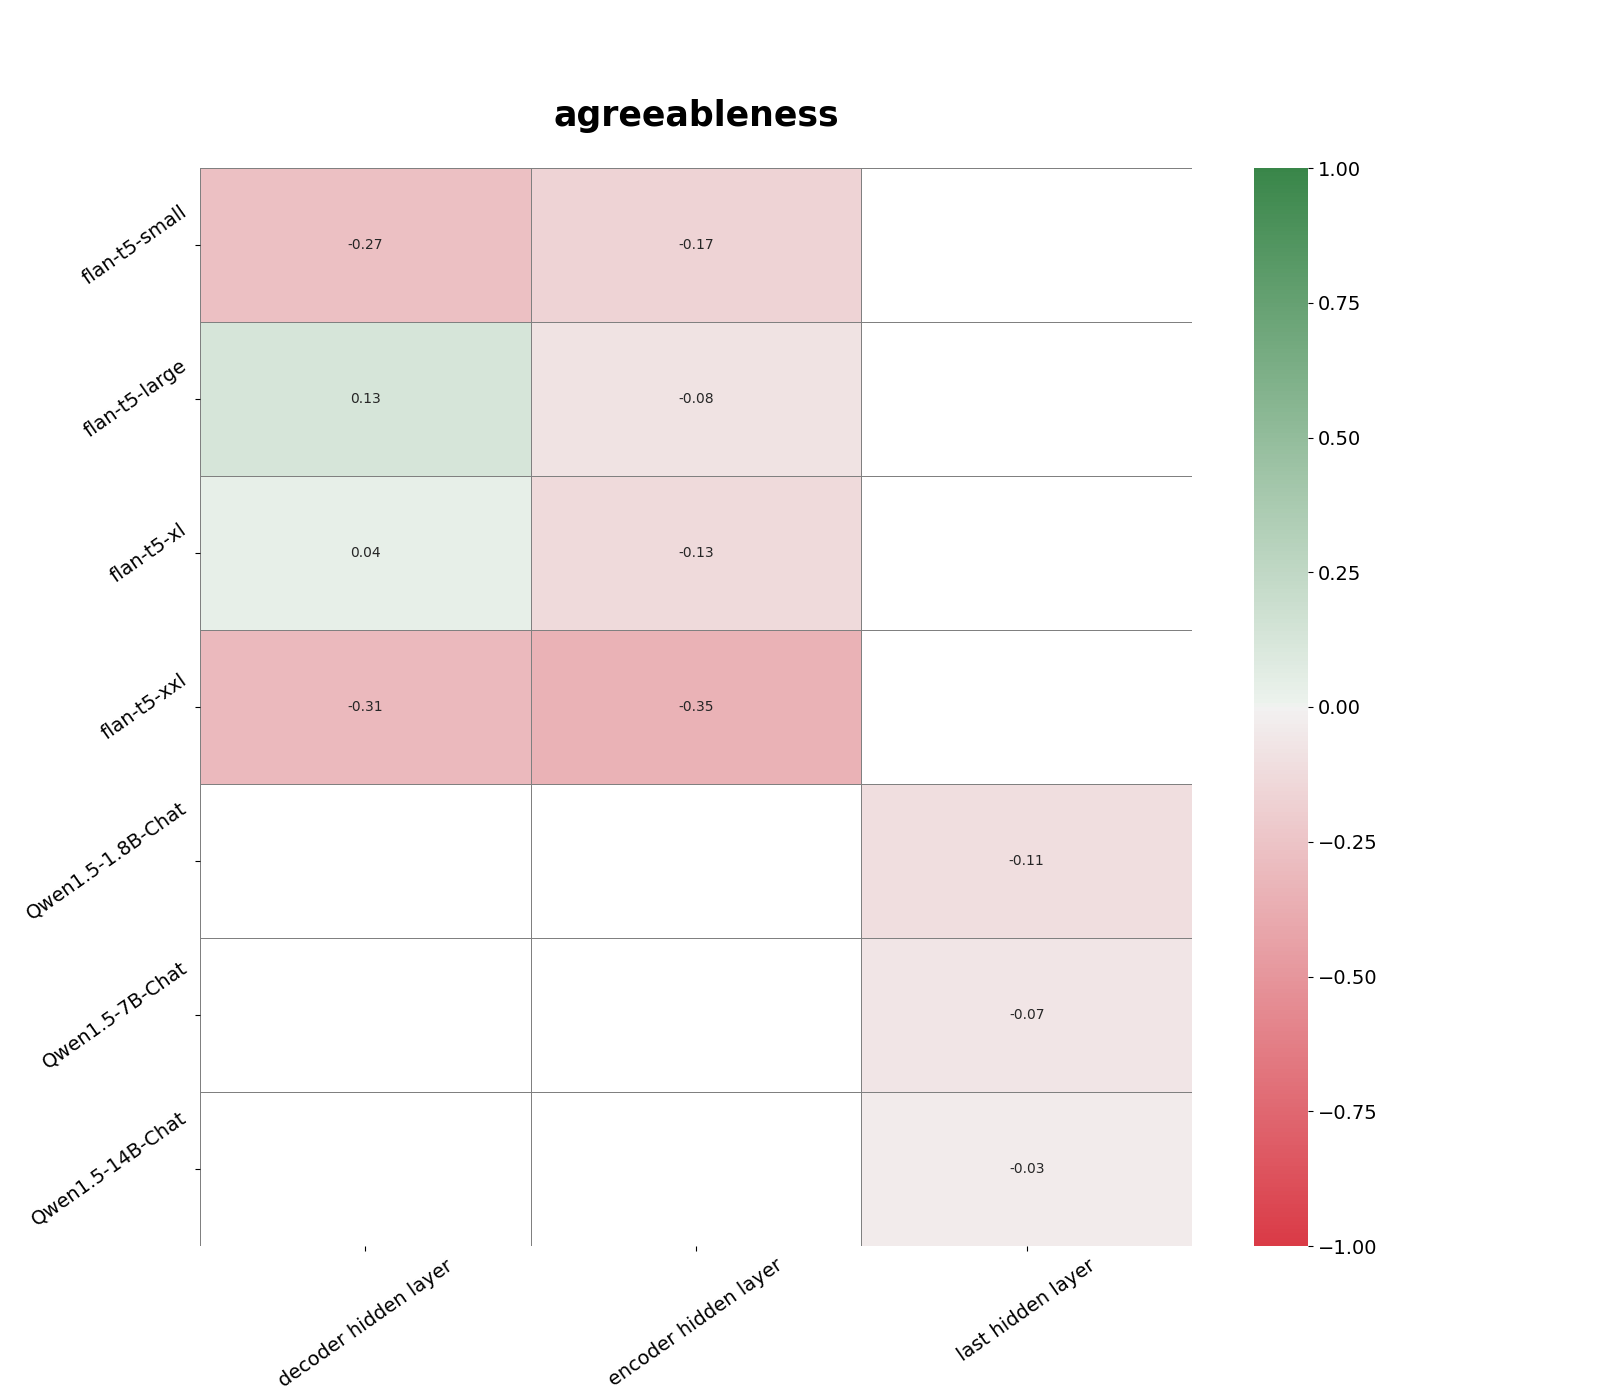 agreeableness
flan-t5-small
-0.27
-0.17
flan-t5-large
0.13
-0.08
flan-t5-xl
0.04
-0.13
flan-t5-xxl
-0.31
-0.35
Qwen1.5-1.8B-Chat
-0.11
Qwen1.5-7B-Chat
-0.07
Qwen1.5-14B-Chat
-0.03
decoder hidden layer
encoder hidden layer
last hidden layer
1.00
0.75
0.50
0.25
0.00
−0.25
−0.50
−0.75
−1.00